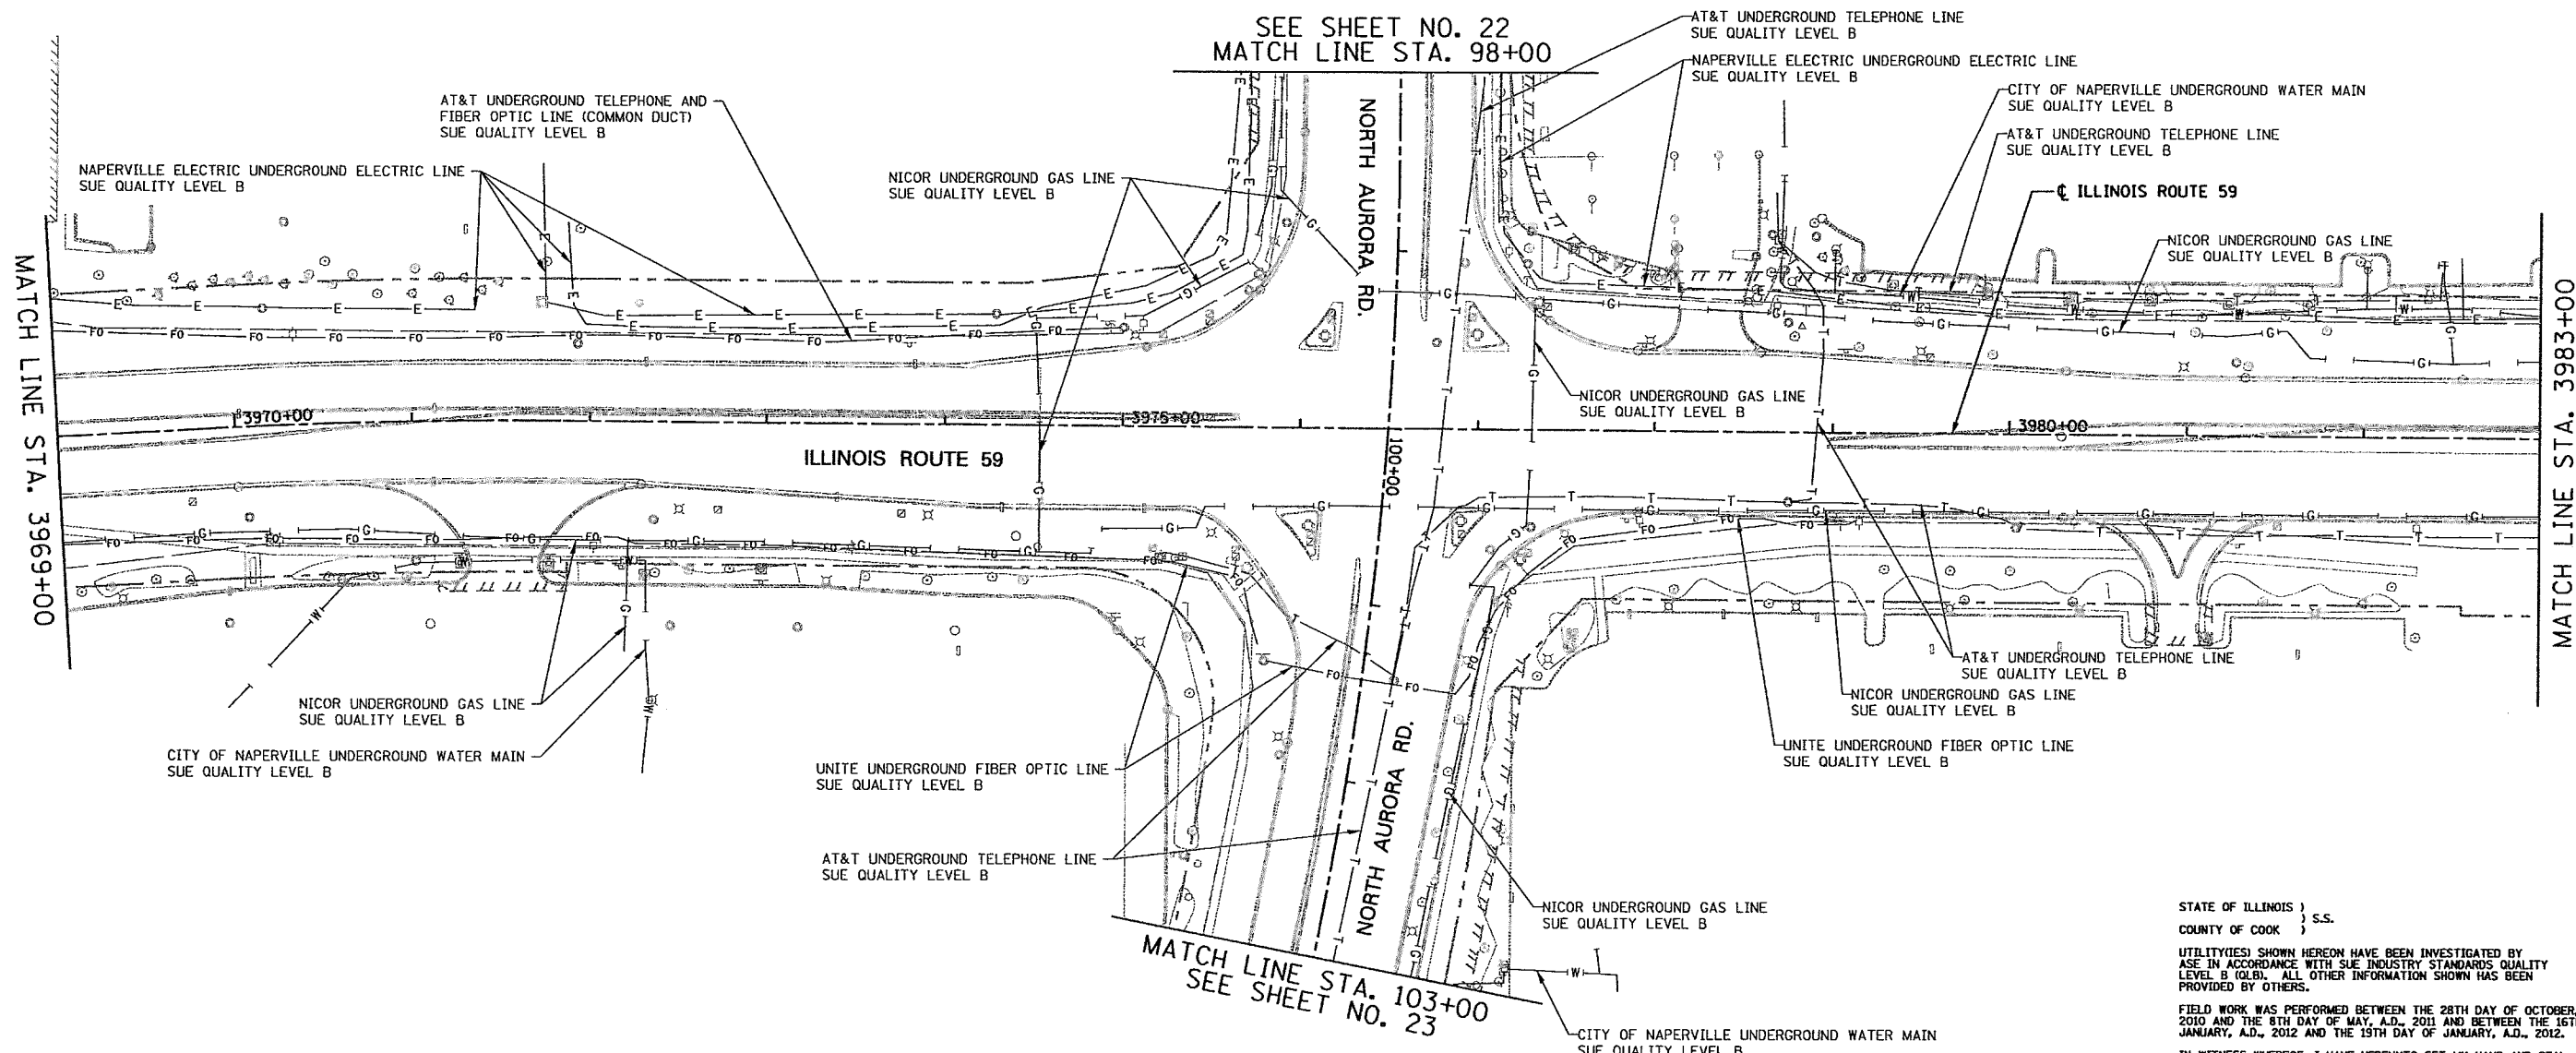 SEE SHEET NO. 22
MATCH LINE STA. 98+00
AT&T UNDERGROUND TELEPHONE LINE
SUE QUALITY LEVEL B
NAPERVILLE ELECTRIC UNDERGROUND ELECTRIC LINE
SUE QUALITY LEVEL B
CITY OF NAPERVILLE UNDERGROUND WATER MAIN
SUE QUALITY LEVEL B
AT&T UNDERGROUND TELEPHONE LINE
SUE QUALITY LEVEL B
℄ ILLINOIS ROUTE 59
NICOR UNDERGROUND GAS LINE
SUE QUALITY LEVEL B
AT&T UNDERGROUND TELEPHONE AND
FIBER OPTIC LINE (COMMON DUCT)
SUE QUALITY LEVEL B
NAPERVILLE ELECTRIC UNDERGROUND ELECTRIC LINE
SUE QUALITY LEVEL B
NICOR UNDERGROUND GAS LINE
SUE QUALITY LEVEL B
NORTH AURORA RD.
MATCH LINE STA. 3969+00
MATCH LINE STA. 3983+00
NICOR UNDERGROUND GAS LINE
SUE QUALITY LEVEL B
3970+00
3975+00
3980+00
100+00
ILLINOIS ROUTE 59
AT&T UNDERGROUND TELEPHONE LINE
SUE QUALITY LEVEL B
NICOR UNDERGROUND GAS LINE
SUE QUALITY LEVEL B
UNITE UNDERGROUND FIBER OPTIC LINE
SUE QUALITY LEVEL B
NICOR UNDERGROUND GAS LINE
SUE QUALITY LEVEL B
CITY OF NAPERVILLE UNDERGROUND WATER MAIN
SUE QUALITY LEVEL B
UNITE UNDERGROUND FIBER OPTIC LINE
SUE QUALITY LEVEL B
AT&T UNDERGROUND TELEPHONE LINE
SUE QUALITY LEVEL B
NORTH AURORA RD.
NICOR UNDERGROUND GAS LINE
SUE QUALITY LEVEL B
MATCH LINE STA. 103+00
SEE SHEET NO. 23
CITY OF NAPERVILLE UNDERGROUND WATER MAIN
SUE QUALITY LEVEL B
STATE OF ILLINOIS )
) S.S.
COUNTY OF COOK )
UTILITY(IES) SHOWN HEREON HAVE BEEN INVESTIGATED BY
ASE IN ACCORDANCE WITH SUE INDUSTRY STANDARDS QUALITY
LEVEL B (QLB). ALL OTHER INFORMATION SHOWN HAS BEEN
PROVIDED BY OTHERS.
FIELD WORK WAS PERFORMED BETWEEN THE 28TH DAY OF OCTOBER,
2010 AND THE 8TH DAY OF MAY, A.D., 2011 AND BETWEEN THE 16TH
JANUARY, A.D., 2012 AND THE 19TH DAY OF JANUARY, A.D., 2012.